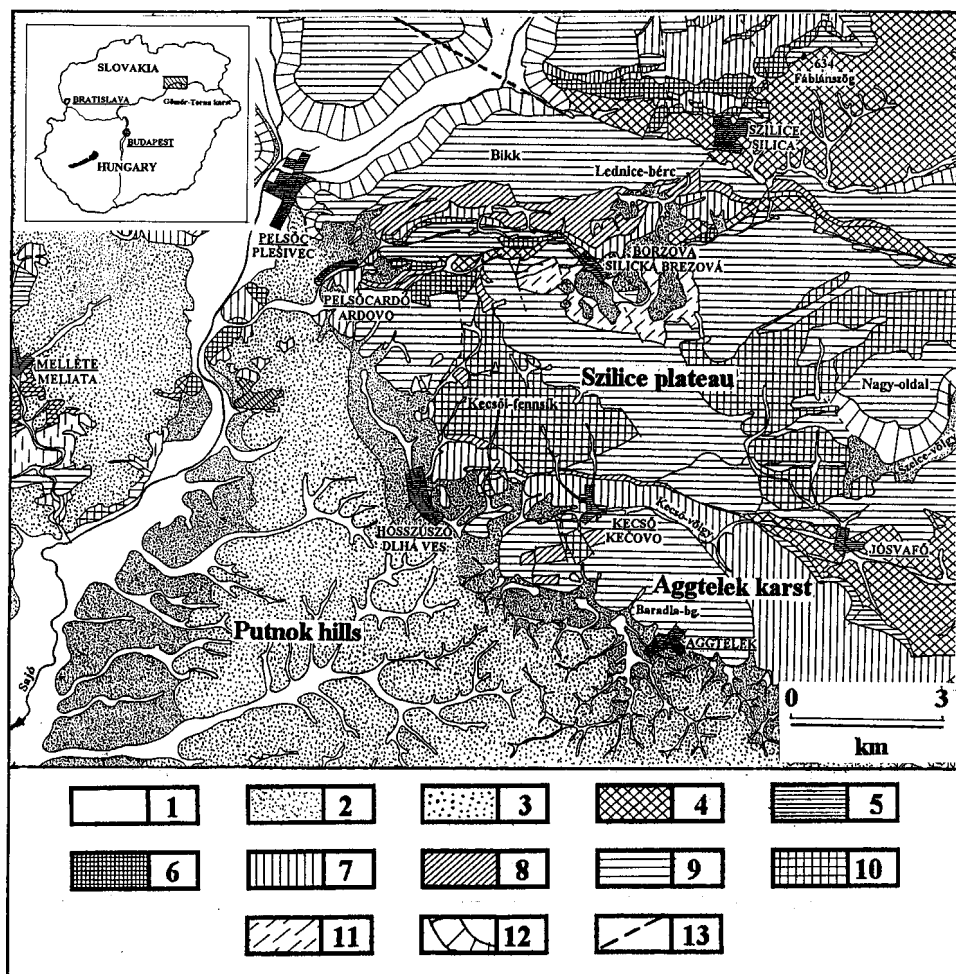 SLOVAKIA
BRATISLAVA
Gömör-Torna karst
BUDAPEST
HUNGARY
634
Fábiánszög
SZILICE
SILICA
Bikk
Lednice-bérc
PELSŐC
PLEŠIVEC
BORZOVA
SILICKÁ BREZOVÁ
PELSŐCARDÓ
ARDOVO
MELLÉTE
MELIATA
Szilice plateau
Nagy-oldal
Kecsői-fennsík
HOSSZÚSZÓ
DLHÁ VES
KECSŐ
KEČOVO
Kecső-völgy
JÓSVAFŐ
Aggtelek karst
Baradla-bg.
AGGTELEK
Putnok hills
Sajó
0 3
km
1 2 3 4 5
6 7 8 9 10
11 12 13